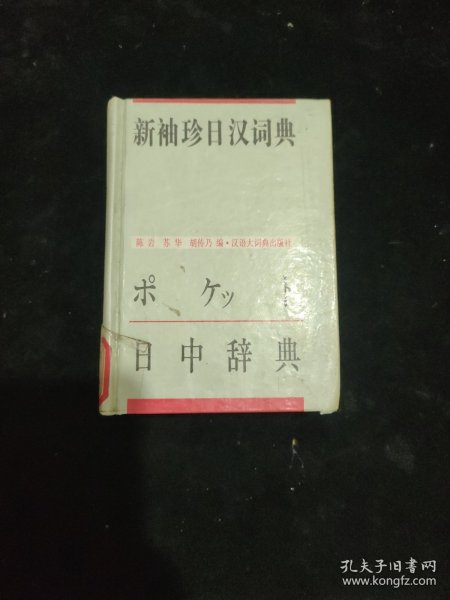 新袖珍日汉词典
陈岩 苏华 胡传乃 编·汉语大词典出版社
ポケット
日中辞典
孔夫子旧书网
www.kongfz.com